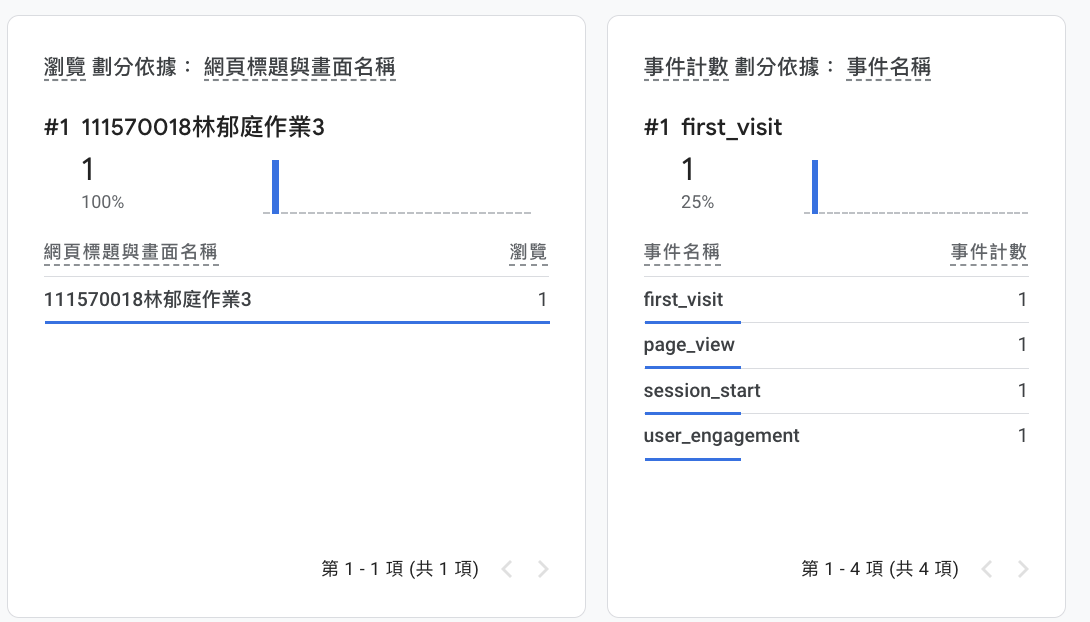 瀏覽 劃分依據： 網頁標題與畫面名稱
#1 111570018林郁庭作業3
1
100%
網頁標題與畫面名稱 瀏覽
111570018林郁庭作業3 1
第 1 - 1 項 (共 1 項)
事件計數 劃分依據： 事件名稱
#1 first_visit
1
25%
事件名稱 事件計數
first_visit 1
page_view 1
session_start 1
user_engagement 1
第 1 - 4 項 (共 4 項)